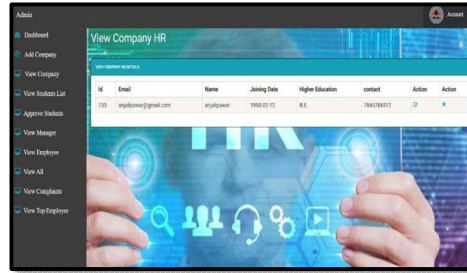 Admin
Account
Dashboard
Add Company
View Company
View Students List
Approve Students
View Manager
View Employee
View All
View Complaints
View Top Employee
View Company HR
VIEW COMPANY HR DETAILS
Id Email Name Joining Date Higher Education contact Action Action
103 anjalipawar@gmail.com anjalipawar 1993-02-12 B.E. 7845784512
HR